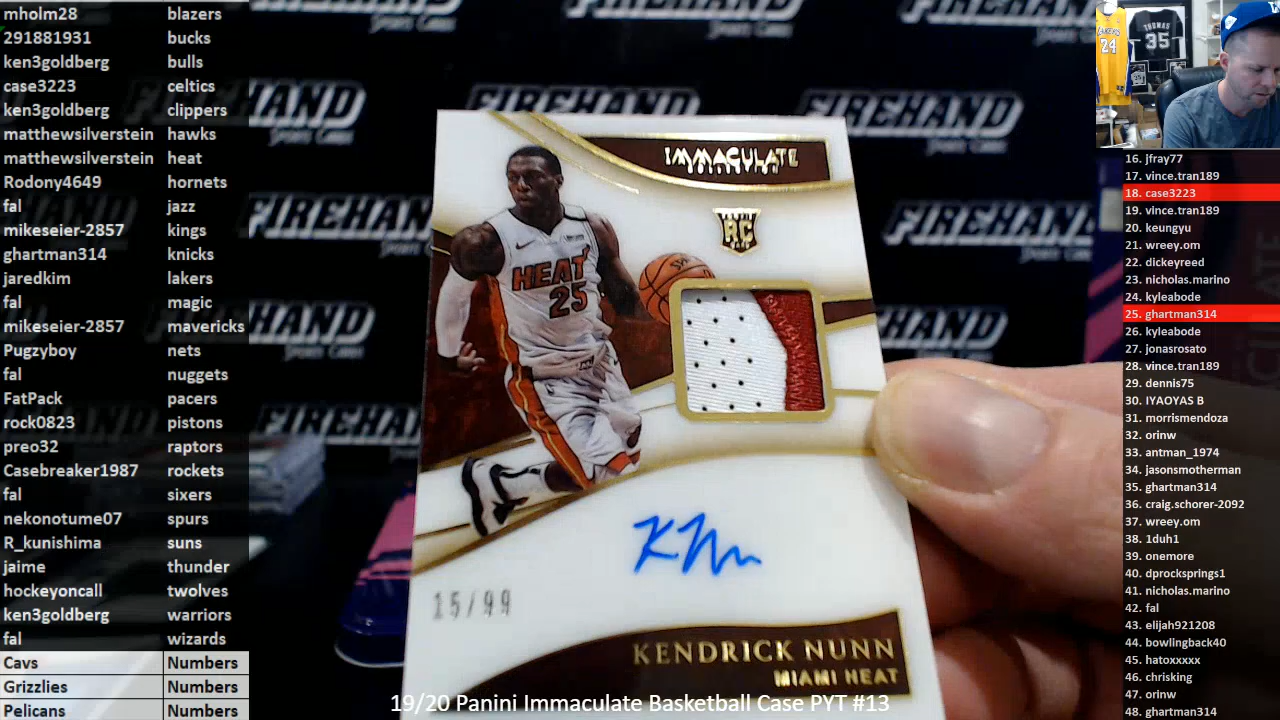 mholm28 blazers
291881931 bucks
ken3goldberg bulls
case3223 celtics
ken3goldberg clippers
matthewsilverstein hawks
matthewsilverstein heat
Rodony4649 hornets
fal jazz
mikeseier-2857 kings
ghartman314 knicks
jaredkim lakers
fal magic
mikeseier-2857 mavericks
Pugzyboy nets
fal nuggets
FatPack pacers
rock0823 pistons
preo32 raptors
Casebreaker1987 rockets
fal sixers
nekonotume07 spurs
R_kunishima suns
jaime thunder
hockeyoncall twolves
ken3goldberg warriors
fal wizards
Cavs Numbers
Grizzlies Numbers
Pelicans Numbers
FIREHAND
SPORTS CARDS
IMMACULATE
RC
HEAT
25
KNu
15/99
KENDRICK NUNN
MIAMI HEAT
19/20 Panini Immaculate Basketball Case PYT #13
LAKERS
24
THOMAS
35
16. jfray77
17. vince.tran189
18. case3223
19. vince.tran189
20. keungyu
21. wreey.om
22. dickeyreed
23. nicholas.marino
24. kyleabode
25. ghartman314
26. kyleabode
27. jonasrosato
28. vince.tran189
29. dennis75
30. IYAOYAS B
31. morrismendoza
32. orinw
33. antman_1974
34. jasonsmotherman
35. ghartman314
36. craig.schorer-2092
37. wreey.om
38. 1duh1
39. onemore
40. dprocksprings1
41. nicholas.marino
42. fal
43. elijah921208
44. bowlingback40
45. hatoxxxxx
46. chrisking
47. orinw
48. ghartman314